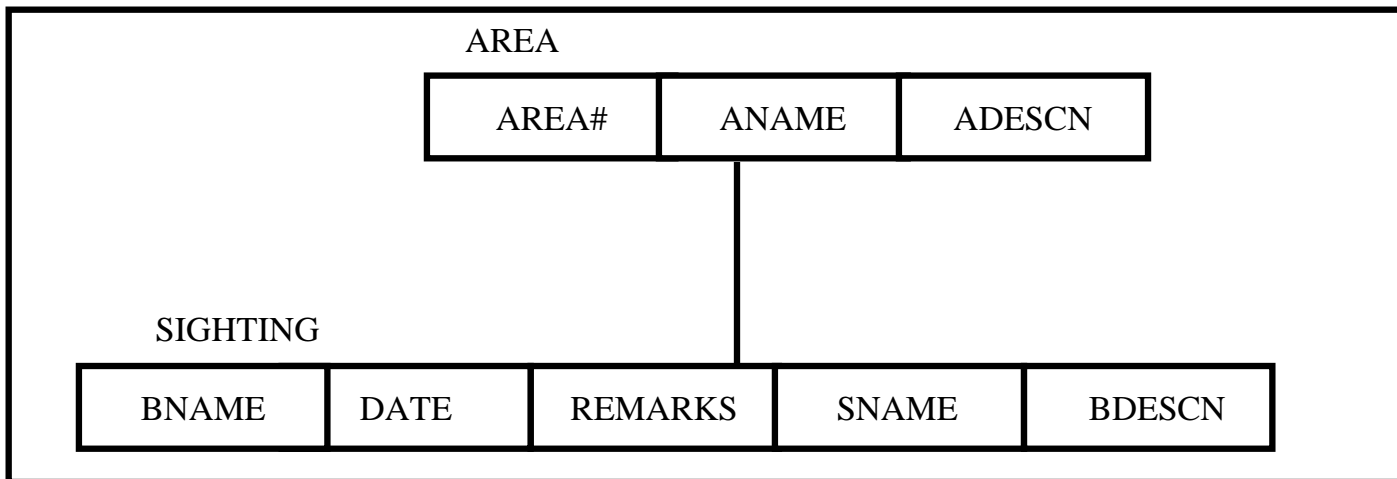 AREA
AREA# ANAME ADESCN
SIGHTING
BNAME DATE REMARKS SNAME BDESCN